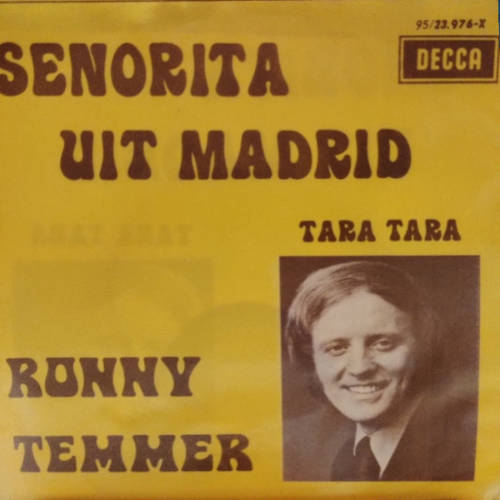 95/23.976-X
DECCA
SENORITA
UIT MADRID
TARA TARA
RONNY
TEMMER